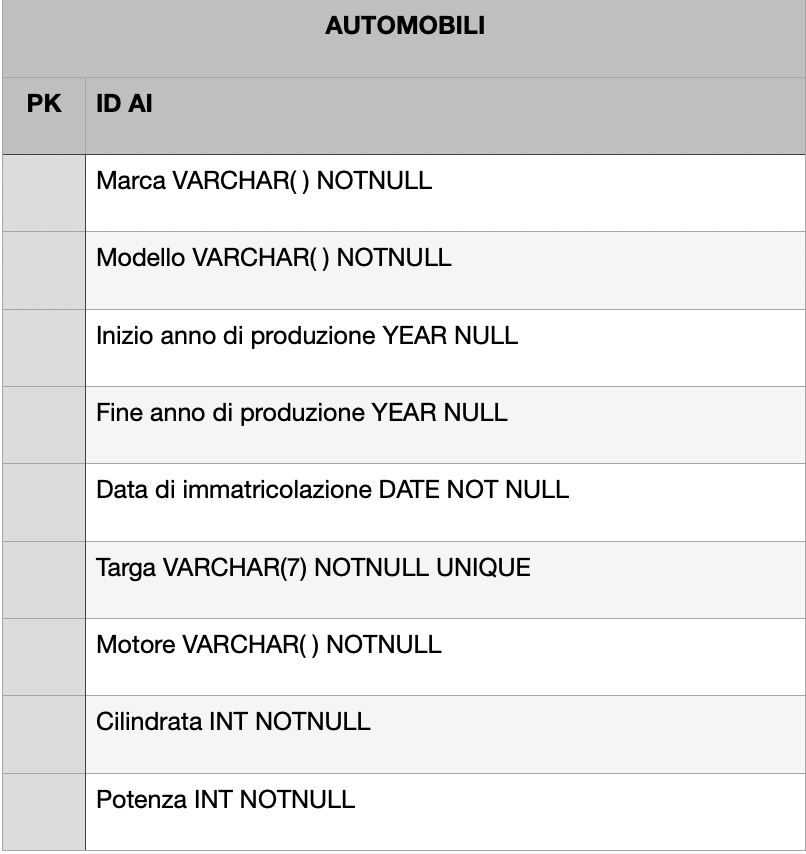 AUTOMOBILI
PK ID AI
Marca VARCHAR( ) NOTNULL
Modello VARCHAR( ) NOTNULL
Inizio anno di produzione YEAR NULL
Fine anno di produzione YEAR NULL
Data di immatricolazione DATE NOT NULL
Targa VARCHAR(7) NOTNULL UNIQUE
Motore VARCHAR( ) NOTNULL
Cilindrata INT NOTNULL
Potenza INT NOTNULL